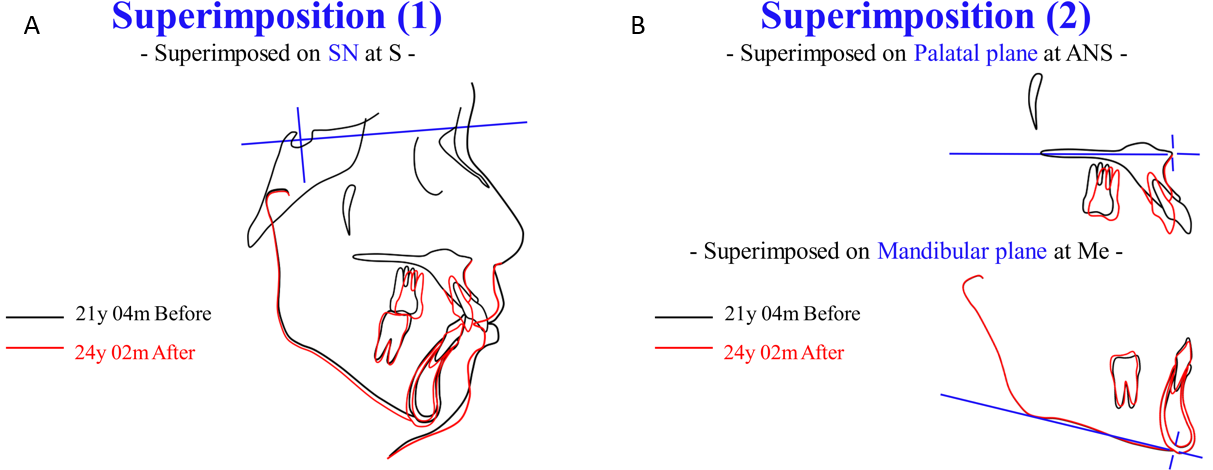 A
Superimposition (1)
- Superimposed on SN at S -
21y 04m Before
24y 02m After
B
Superimposition (2)
- Superimposed on Palatal plane at ANS -
- Superimposed on Mandibular plane at Me -
21y 04m Before
24y 02m After